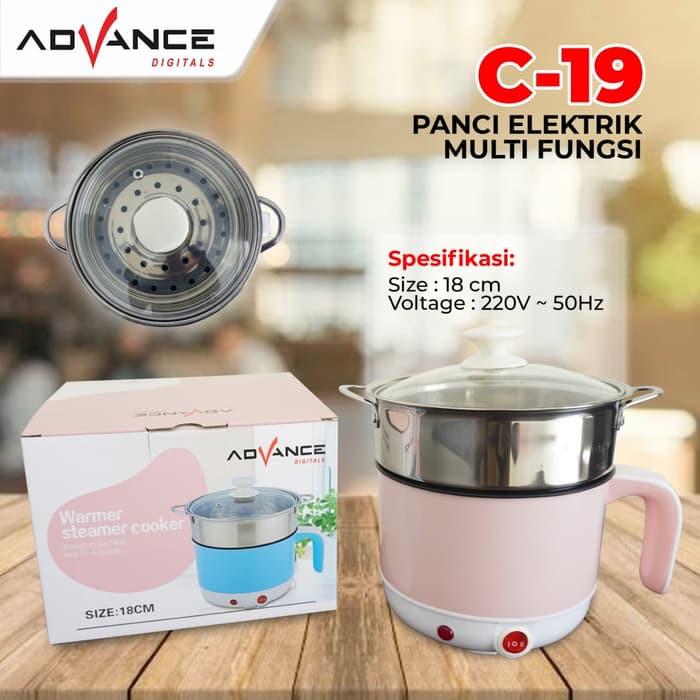 ADVANCE
DIGITALS
C-19
PANCI ELEKTRIK
MULTI FUNGSI
Spesifikasi:
Size : 18 cm
Voltage : 220V ~ 50Hz
ADVANCE
ADVANCE
DIGITALS
Warmer
steamer cooker
SIZE:18CM